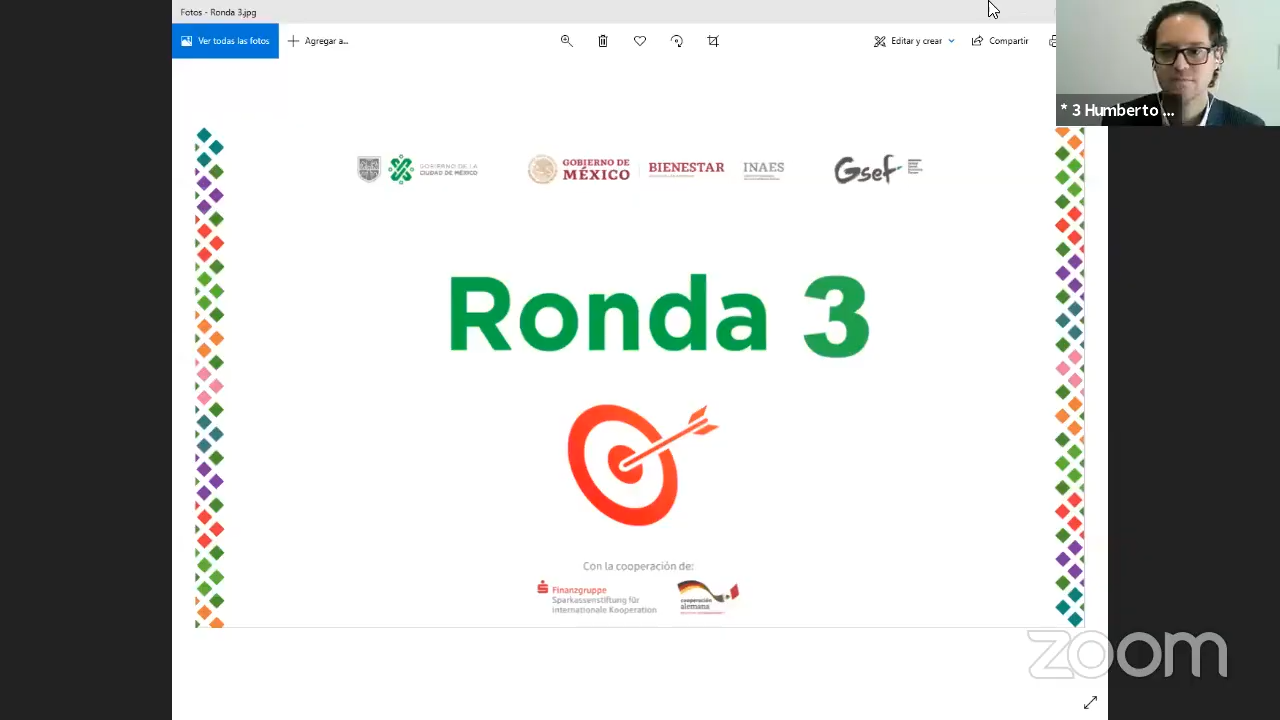 Fotos - Ronda 3.jpg
Ver todas las fotos
Agregar a...
Editar y crear
Compartir
* 3 Humberto ...
GOBIERNO DE LA
CIUDAD DE MÉXICO
GOBIERNO DE
MÉXICO
BIENESTAR
INAES
Gsef
Ronda 3
Con la cooperación de:
Finanzgruppe
Sparkassenstiftung für
internationale Kooperation
cooperación
alemana
zoom